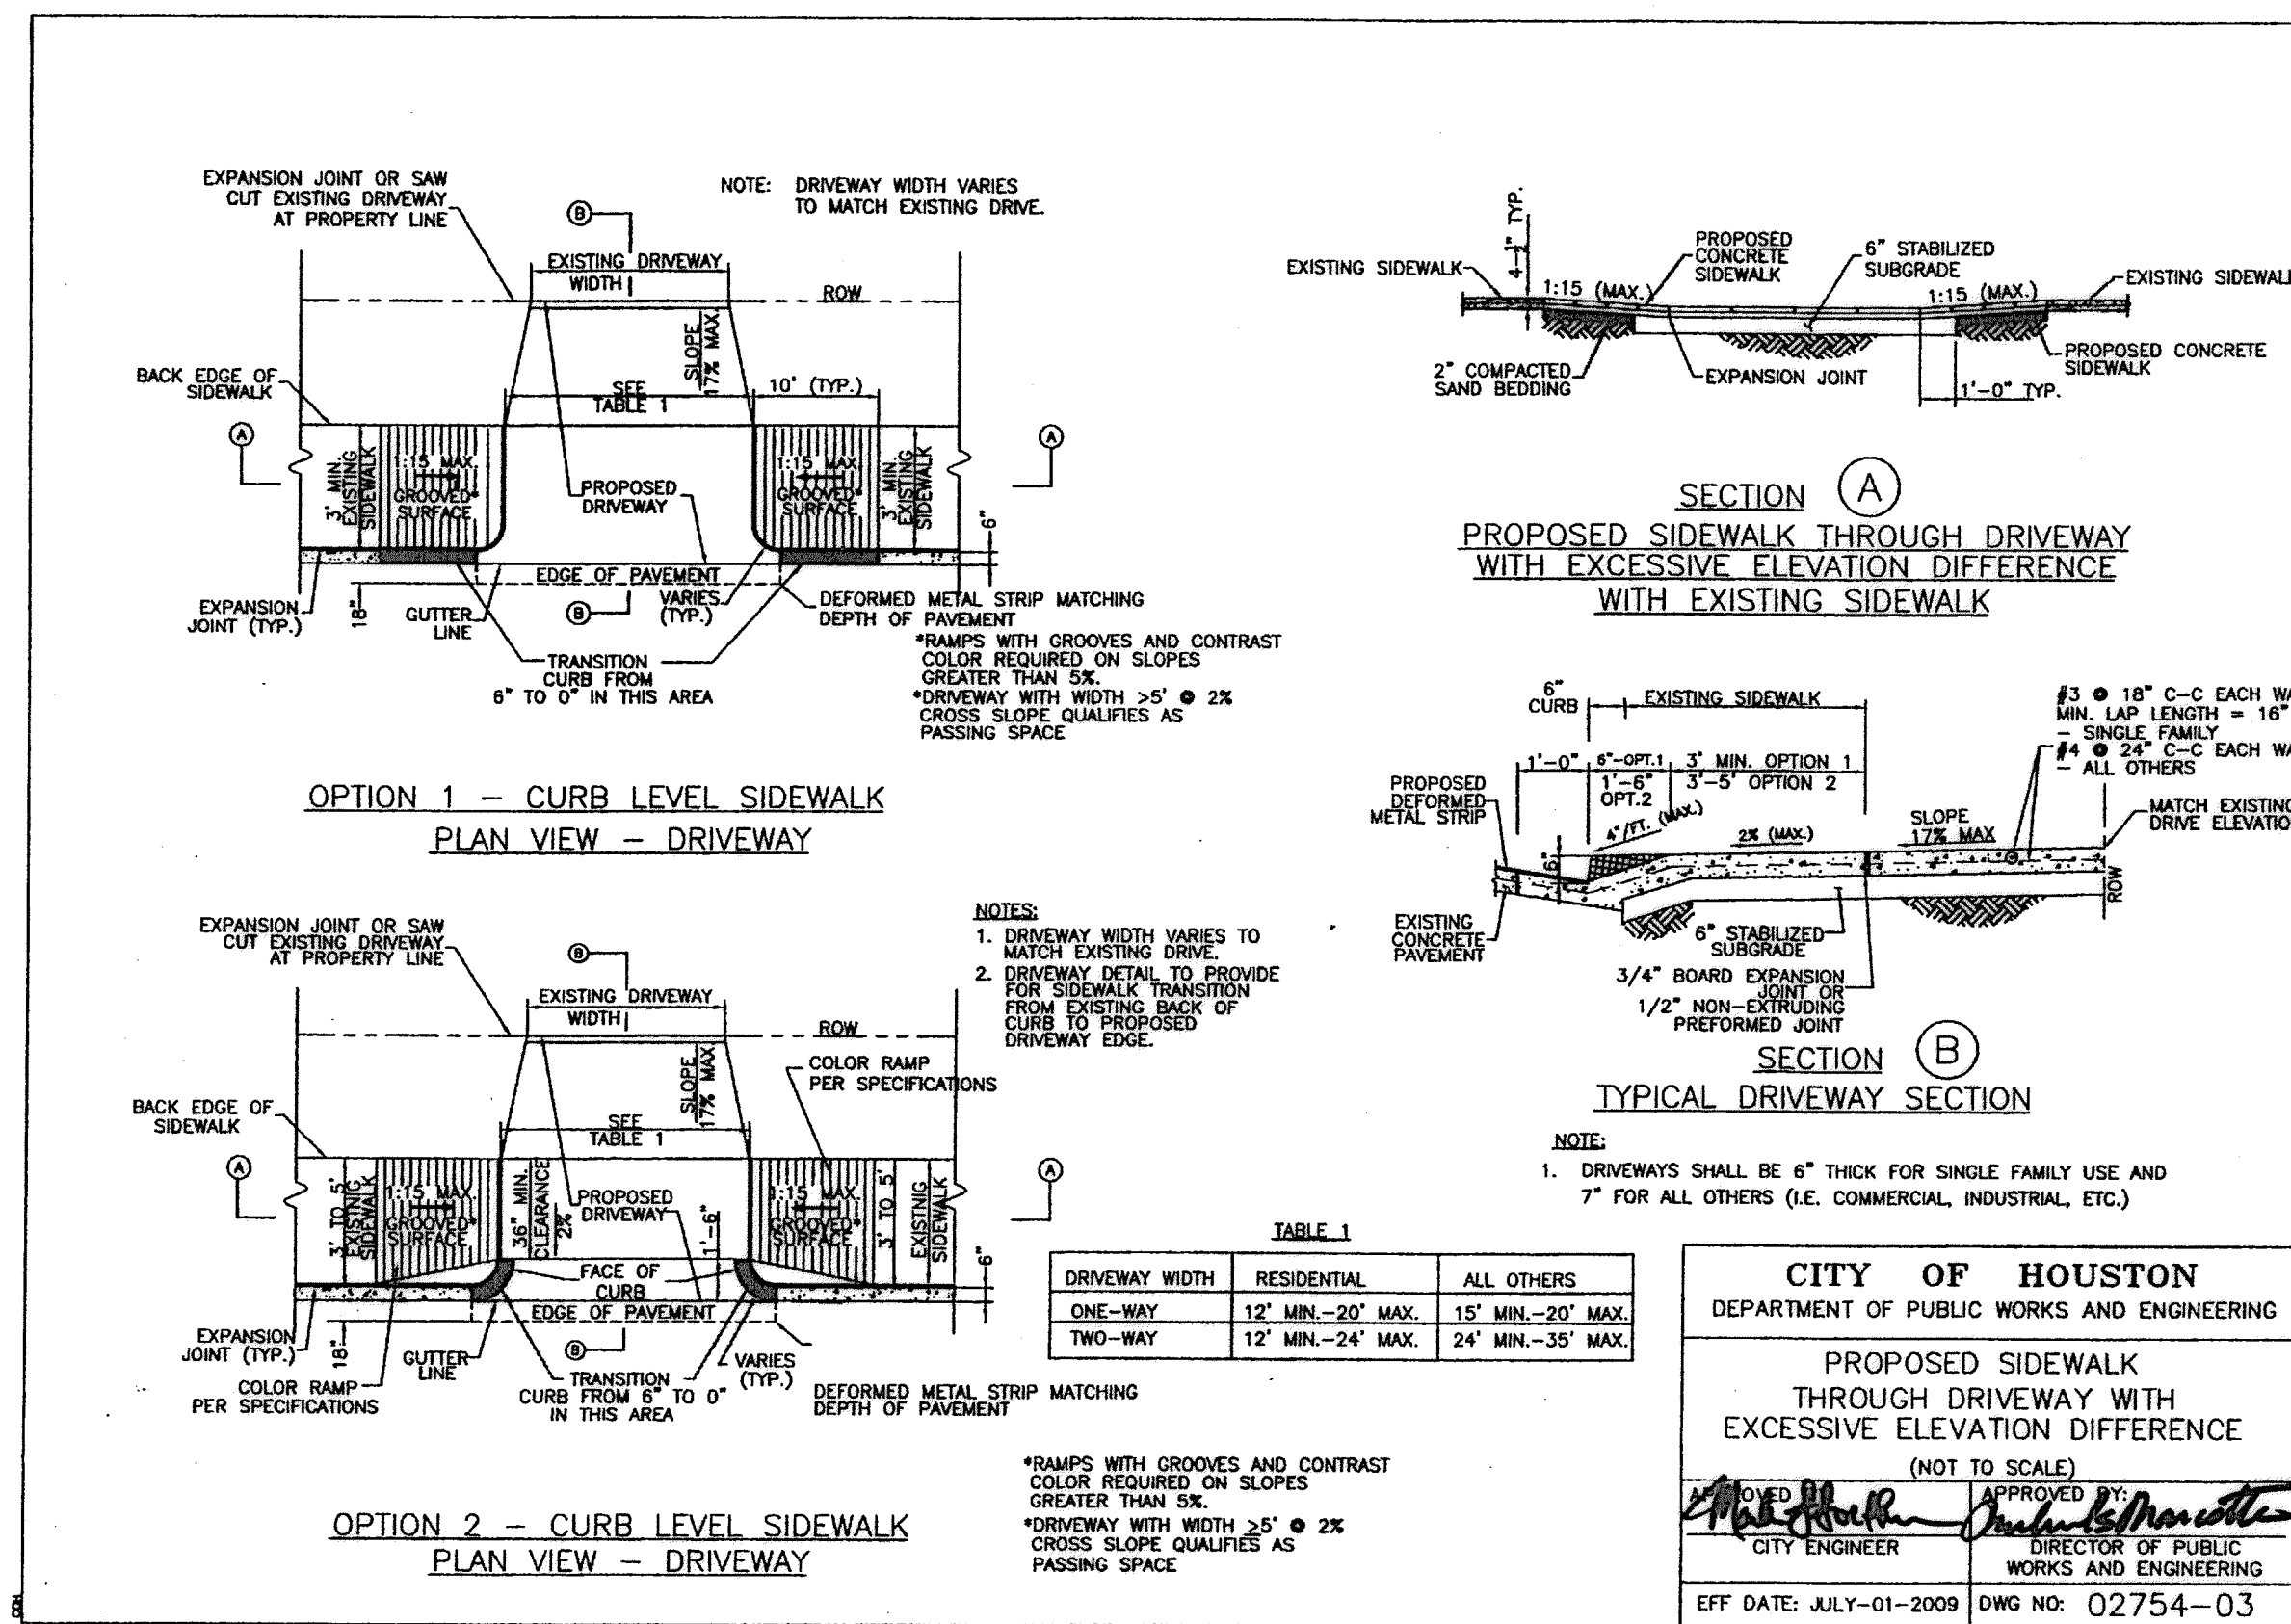 EXPANSION JOINT OR SAW
CUT EXISTING DRIVEWAY
AT PROPERTY LINE
NOTE: DRIVEWAY WIDTH VARIES
TO MATCH EXISTING DRIVE.
B
EXISTING DRIVEWAY
WIDTH
ROW
SLOPE
17% MAX.
BACK EDGE OF
SIDEWALK
SEE
TABLE 1
10' (TYP.)
A
A
3' MIN.
EXISTING
SIDEWALK
1:15 MAX.
GROOVED*
SURFACE
PROPOSED
DRIVEWAY
1:15 MAX.
GROOVED*
SURFACE
3' MIN.
EXISTING
SIDEWALK
6"
EDGE OF PAVEMENT
EXPANSION
JOINT (TYP.)
18"
GUTTER
LINE
B
VARIES
(TYP.)
DEFORMED METAL STRIP MATCHING
DEPTH OF PAVEMENT
TRANSITION
CURB FROM
6" TO 0" IN THIS AREA
*RAMPS WITH GROOVES AND CONTRAST
COLOR REQUIRED ON SLOPES
GREATER THAN 5%.
*DRIVEWAY WITH WIDTH >5' @ 2%
CROSS SLOPE QUALIFIES AS
PASSING SPACE
OPTION 1 – CURB LEVEL SIDEWALK
PLAN VIEW – DRIVEWAY
4-½" TYP.
EXISTING SIDEWALK
1:15 (MAX.)
PROPOSED
CONCRETE
SIDEWALK
6" STABILIZED
SUBGRADE
1:15 (MAX.)
EXISTING SIDEWAL
2" COMPACTED
SAND BEDDING
EXPANSION JOINT
PROPOSED CONCRETE
SIDEWALK
1'-0" TYP.
SECTION A
PROPOSED SIDEWALK THROUGH DRIVEWAY
WITH EXCESSIVE ELEVATION DIFFERENCE
WITH EXISTING SIDEWALK
6"
CURB
EXISTING SIDEWALK
#3 @ 18" C-C EACH WA
MIN. LAP LENGTH = 16"
– SINGLE FAMILY
#4 @ 24" C-C EACH WA
– ALL OTHERS
1'-0"
6"-OPT.1
3' MIN. OPTION 1
1'-6"
OPT.2
3'-5' OPTION 2
PROPOSED
DEFORMED
METAL STRIP
4"/FT. (MAX.)
2% (MAX.)
SLOPE
17% MAX
MATCH EXISTING
DRIVE ELEVATIO
6"
ROW
EXISTING
CONCRETE
PAVEMENT
6" STABILIZED
SUBGRADE
3/4" BOARD EXPANSION
JOINT OR
1/2" NON-EXTRUDING
PREFORMED JOINT
SECTION B
TYPICAL DRIVEWAY SECTION
NOTE:
1. DRIVEWAYS SHALL BE 6" THICK FOR SINGLE FAMILY USE AND
7" FOR ALL OTHERS (I.E. COMMERCIAL, INDUSTRIAL, ETC.)
EXPANSION JOINT OR SAW
CUT EXISTING DRIVEWAY
AT PROPERTY LINE
B
NOTES:
1. DRIVEWAY WIDTH VARIES TO
MATCH EXISTING DRIVE.
2. DRIVEWAY DETAIL TO PROVIDE
FOR SIDEWALK TRANSITION
FROM EXISTING BACK OF
CURB TO PROPOSED
DRIVEWAY EDGE.
EXISTING DRIVEWAY
WIDTH
ROW
SLOPE
17% MAX.
COLOR RAMP
PER SPECIFICATIONS
BACK EDGE OF
SIDEWALK
SEE
TABLE 1
A
A
3' TO 5'
EXISTNIG
SIDEWALK
1:15 MAX.
GROOVED*
SURFACE
36" MIN.
CLEARANCE
2%
PROPOSED
DRIVEWAY
1'-6"
1:15 MAX.
GROOVED*
SURFACE
3' TO 5'
EXISTNIG
SIDEWALK
6"
FACE OF
CURB
EDGE OF PAVEMENT
EXPANSION
JOINT (TYP.)
18"
GUTTER
LINE
B
VARIES
(TYP.)
COLOR RAMP
PER SPECIFICATIONS
TRANSITION
CURB FROM 6" TO 0"
IN THIS AREA
DEFORMED METAL STRIP MATCHING
DEPTH OF PAVEMENT
*RAMPS WITH GROOVES AND CONTRAST
COLOR REQUIRED ON SLOPES
GREATER THAN 5%.
*DRIVEWAY WITH WIDTH ≥5' @ 2%
CROSS SLOPE QUALIFIES AS
PASSING SPACE
OPTION 2 – CURB LEVEL SIDEWALK
PLAN VIEW – DRIVEWAY
TABLE 1
DRIVEWAY WIDTH RESIDENTIAL ALL OTHERS
ONE-WAY 12' MIN.-20' MAX. 15' MIN.-20' MAX.
TWO-WAY 12' MIN.-24' MAX. 24' MIN.-35' MAX.
CITY OF HOUSTON
DEPARTMENT OF PUBLIC WORKS AND ENGINEERING
PROPOSED SIDEWALK
THROUGH DRIVEWAY WITH
EXCESSIVE ELEVATION DIFFERENCE
(NOT TO SCALE)
APPROVED BY:
CITY ENGINEER
DIRECTOR OF PUBLIC
WORKS AND ENGINEERING
EFF DATE: JULY-01-2009 DWG NO: 02754-03